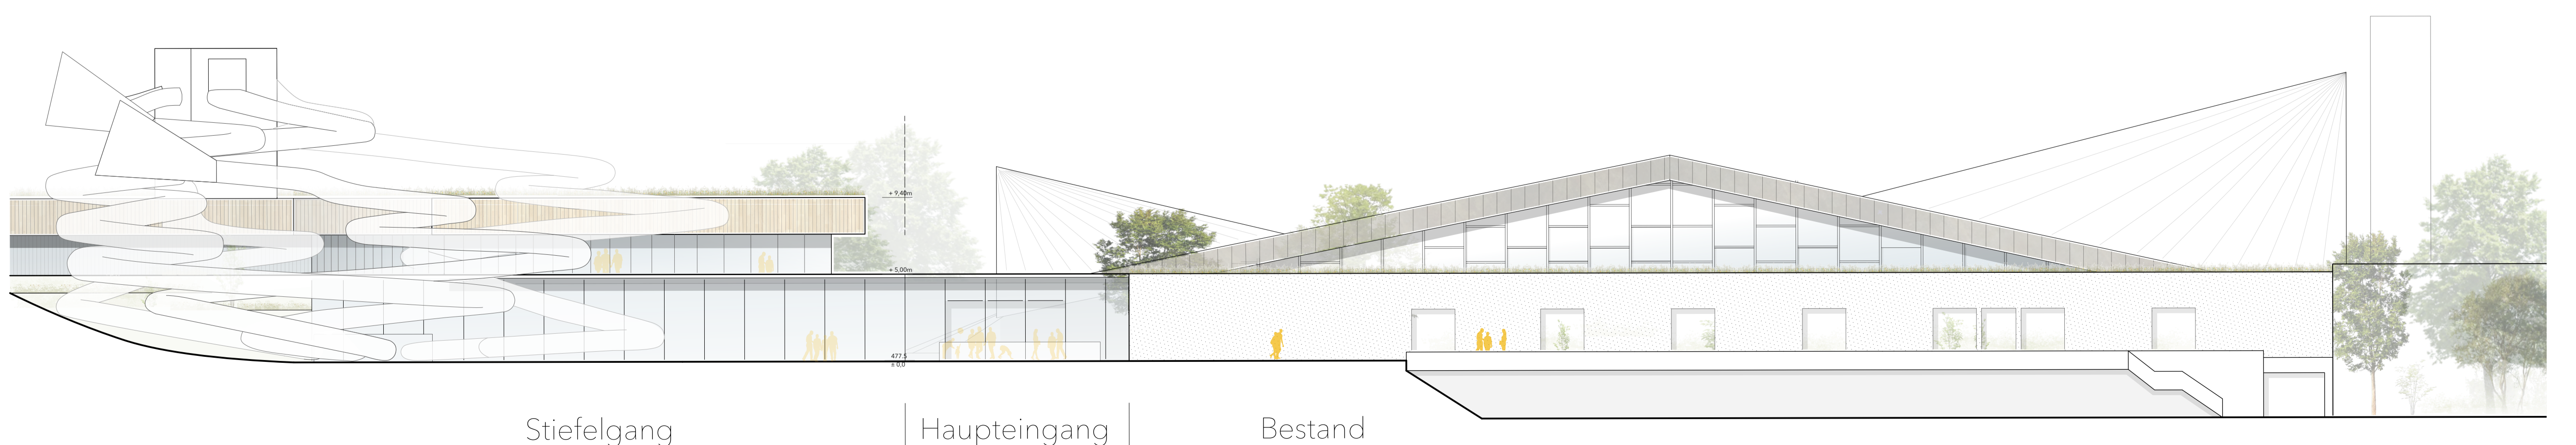 + 9,40m
+ 5,00m
477.5
± 0,0
Stiefelgang
Haupteingang
Bestand